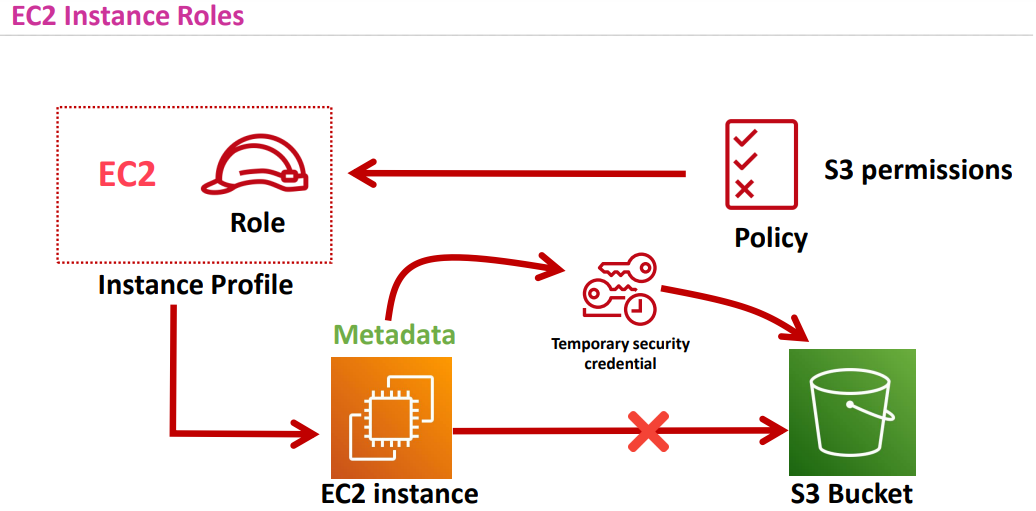 EC2 Instance Roles
EC2
Role
S3 permissions
Policy
Instance Profile
Metadata
Temporary security
credential
EC2 instance
S3 Bucket